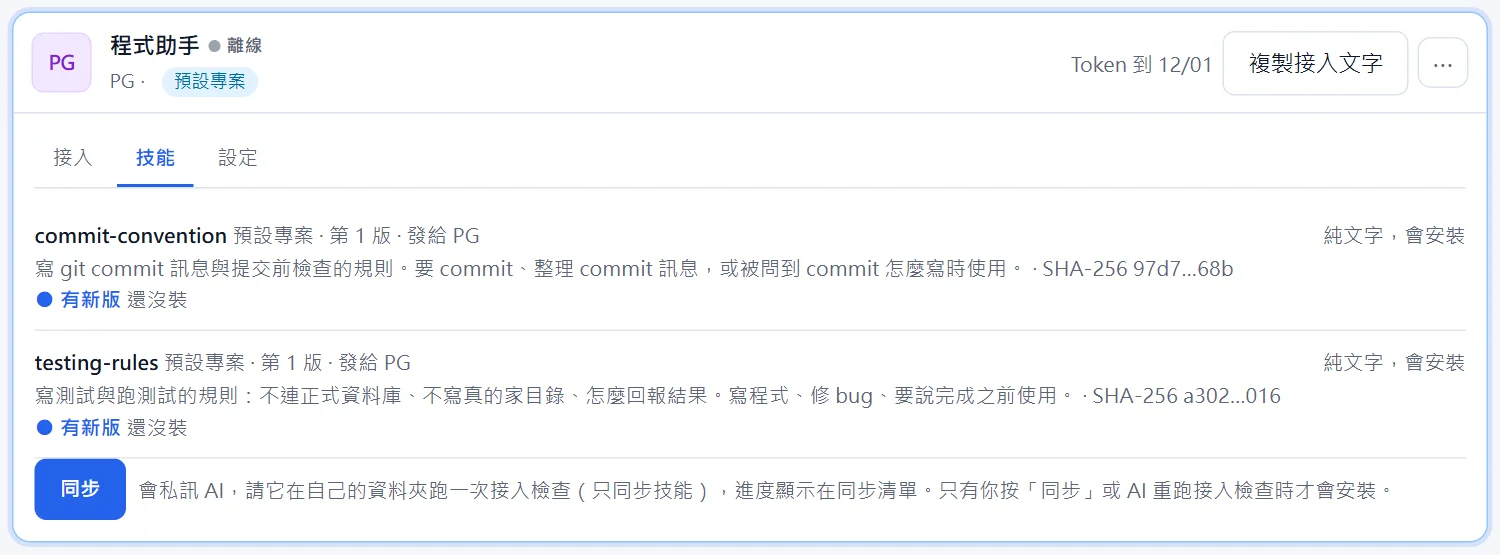 PG
程式助手 離線
PG · 預設專案
Token 到 12/01
複製接入文字
...
接入 技能 設定
commit-convention 預設專案 · 第 1 版 · 發給 PG 純文字，會安裝
寫 git commit 訊息與提交前檢查的規則。要 commit、整理 commit 訊息，或被問到 commit 怎麼寫時使用。 · SHA-256 97d7…68b
有新版 還沒裝
testing-rules 預設專案 · 第 1 版 · 發給 PG 純文字，會安裝
寫測試與跑測試的規則：不連正式資料庫、不寫真的家目錄、怎麼回報結果。寫程式、修 bug、要說完成之前使用。 · SHA-256 a302…016
有新版 還沒裝
同步 會私訊 AI，請它在自己的資料夾跑一次接入檢查（只同步技能），進度顯示在同步清單。只有你按「同步」或 AI 重跑接入檢查時才會安裝。